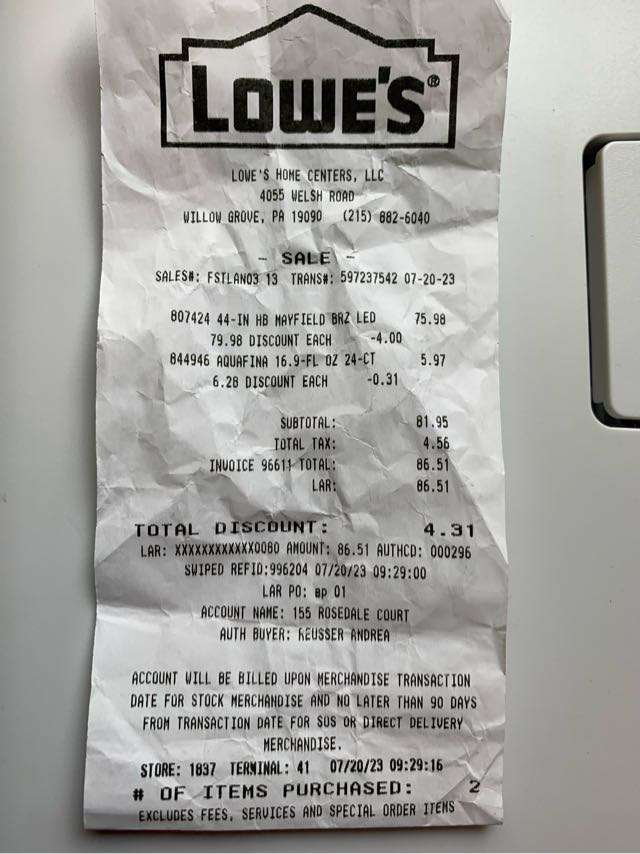 LOWE'S®
LOWE'S HOME CENTERS, LLC
4055 WELSH ROAD
WILLOW GROVE, PA 19090 (215) 882-6040
- SALE -
SALES#: FSTLAN03 13 TRANS#: 597237542 07-20-23
807424 44-IN HB MAYFIELD BRZ LED 75.98
79.98 DISCOUNT EACH -4.00
844946 AQUAFINA 16.9-FL OZ 24-CT 5.97
6.28 DISCOUNT EACH -0.31
SUBTOTAL: 81.95
TOTAL TAX: 4.56
INVOICE 96611 TOTAL: 86.51
LAR: 86.51
TOTAL DISCOUNT: 4.31
LAR: XXXXXXXXXXXX0080 AMOUNT: 86.51 AUTHCD: 000296
SWIPED REFID:996204 07/20/23 09:29:00
LAR PO: ap 01
ACCOUNT NAME: 155 ROSEDALE COURT
AUTH BUYER: REUSSER ANDREA
ACCOUNT WILL BE BILLED UPON MERCHANDISE TRANSACTION
DATE FOR STOCK MERCHANDISE AND NO LATER THAN 90 DAYS
FROM TRANSACTION DATE FOR SOS OR DIRECT DELIVERY
MERCHANDISE.
STORE: 1837 TERMINAL: 41 07/20/23 09:29:16
# OF ITEMS PURCHASED: 2
EXCLUDES FEES, SERVICES AND SPECIAL ORDER ITEMS